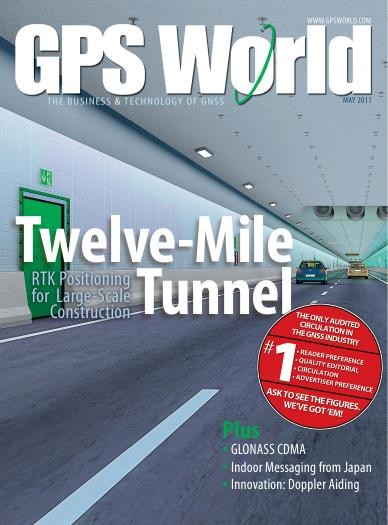 WWW.GPSWORLD.COM
GPS World
THE BUSINESS & TECHNOLOGY OF GNSS
MAY 2011
Twelve-Mile
Tunnel
RTK Positioning
for Large-Scale
Construction
THE ONLY AUDITED
CIRCULATION IN
THE GNSS INDUSTRY
#1
• READER PREFERENCE
• QUALITY EDITORIAL
• CIRCULATION
• ADVERTISER PREFERENCE
ASK TO SEE THE FIGURES.
WE'VE GOT 'EM!
Plus
• GLONASS CDMA
• Indoor Messaging from Japan
• Innovation: Doppler Aiding